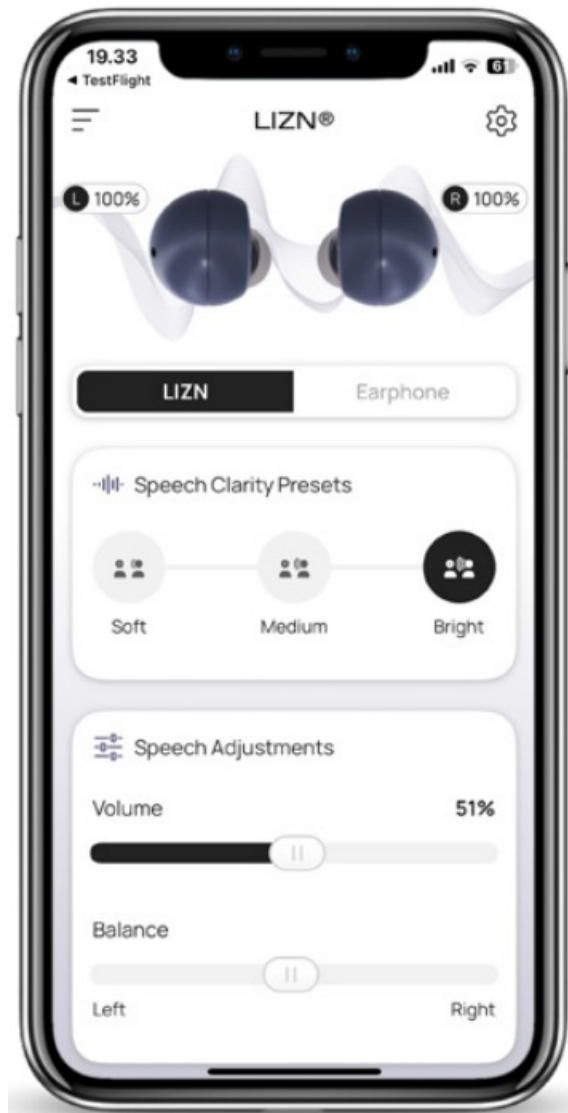 19.33
61
◄ TestFlight
LIZN®
L 100%
R 100%
LIZN Earphone
Speech Clarity Presets
Soft Medium Bright
Speech Adjustments
Volume 51%
Balance
Left Right